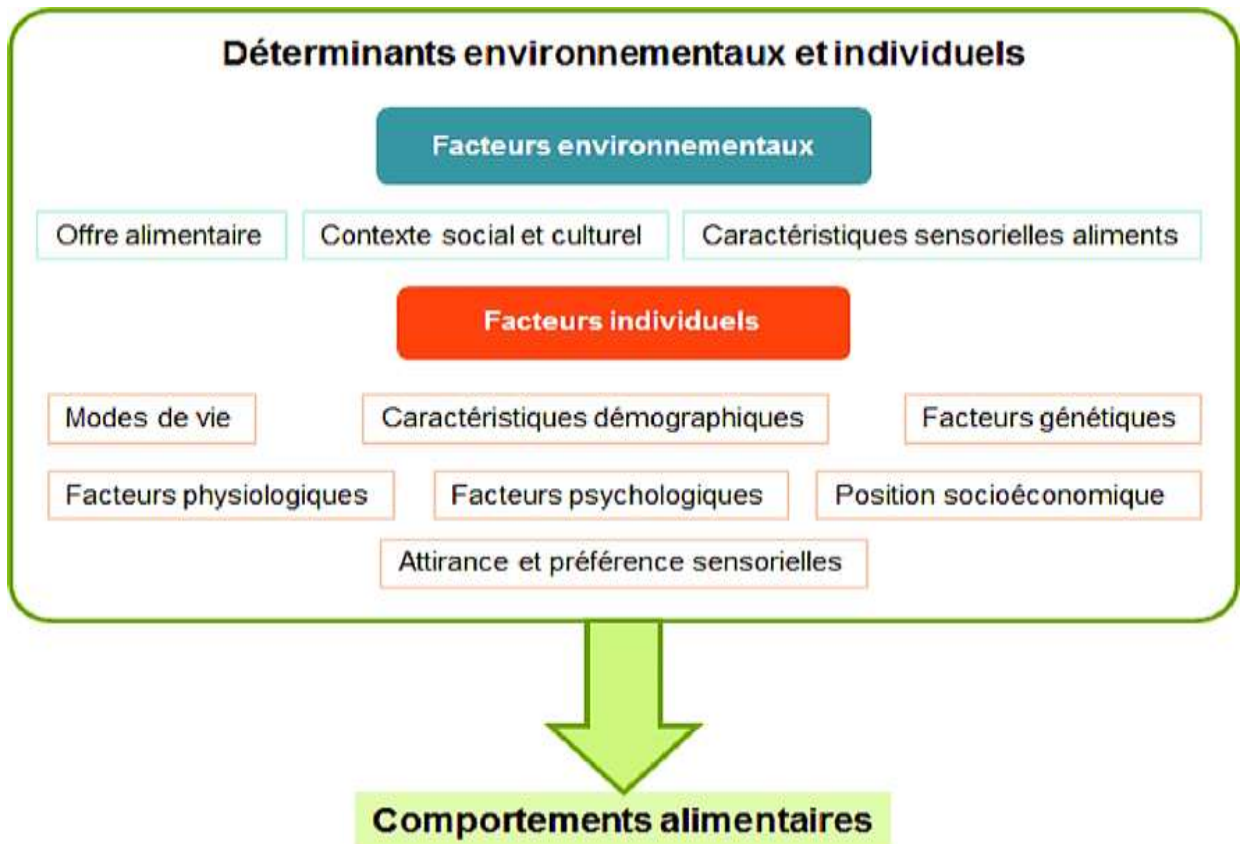 Déterminants environnementaux et individuels
Facteurs environnementaux
Offre alimentaire
Contexte social et culturel
Caractéristiques sensorielles aliments
Facteurs individuels
Modes de vie
Caractéristiques démographiques
Facteurs génétiques
Facteurs physiologiques
Facteurs psychologiques
Position socioéconomique
Attirance et préférence sensorielles
Comportements alimentaires